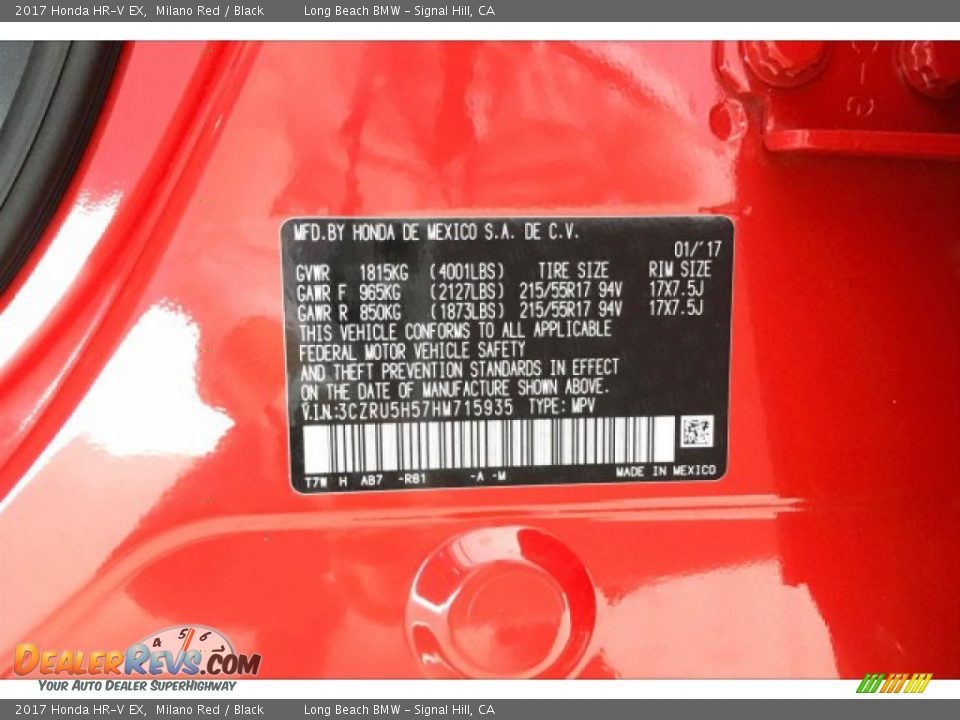 2017 Honda HR-V EX, Milano Red / Black Long Beach BMW - Signal Hill, CA
MFD.BY HONDA DE MEXICO S.A. DE C.V.
01/'17
GVWR 1815KG (4001LBS) TIRE SIZE RIM SIZE
GAWR F 965KG (2127LBS) 215/55R17 94V 17X7.5J
GAWR R 850KG (1873LBS) 215/55R17 94V 17X7.5J
THIS VEHICLE CONFORMS TO ALL APPLICABLE
FEDERAL MOTOR VEHICLE SAFETY
AND THEFT PREVENTION STANDARDS IN EFFECT
ON THE DATE OF MANUFACTURE SHOWN ABOVE.
V.I.N.:3CZRU5H57HM715935 TYPE: MPV
T7W H AB7 -R81 -A -M MADE IN MEXICO
4 5 6
DEALERREVS.COM
YOUR AUTO DEALER SUPERHIGHWAY
2017 Honda HR-V EX, Milano Red / Black Long Beach BMW - Signal Hill, CA